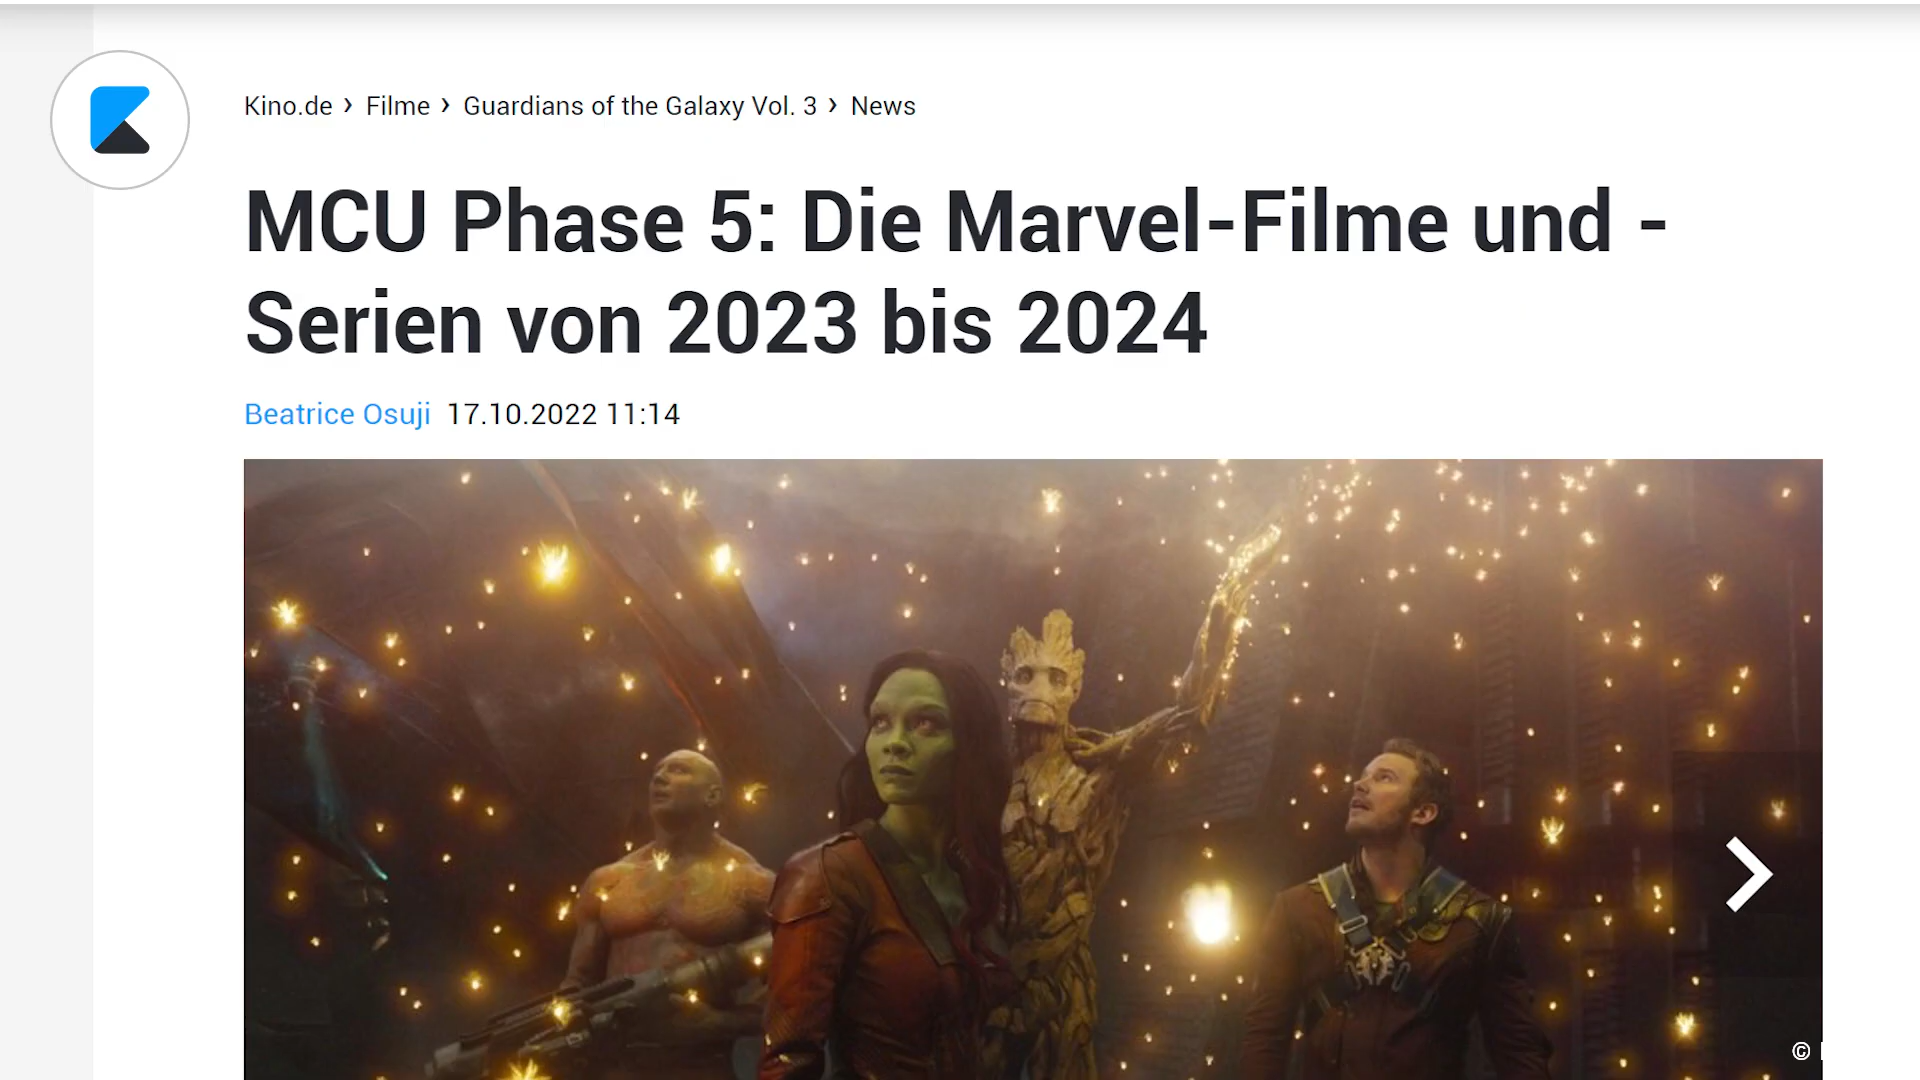 Kino.de › Filme › Guardians of the Galaxy Vol. 3 › News
MCU Phase 5: Die Marvel-Filme und -
Serien von 2023 bis 2024
Beatrice Osuji 17.10.2022 11:14
©